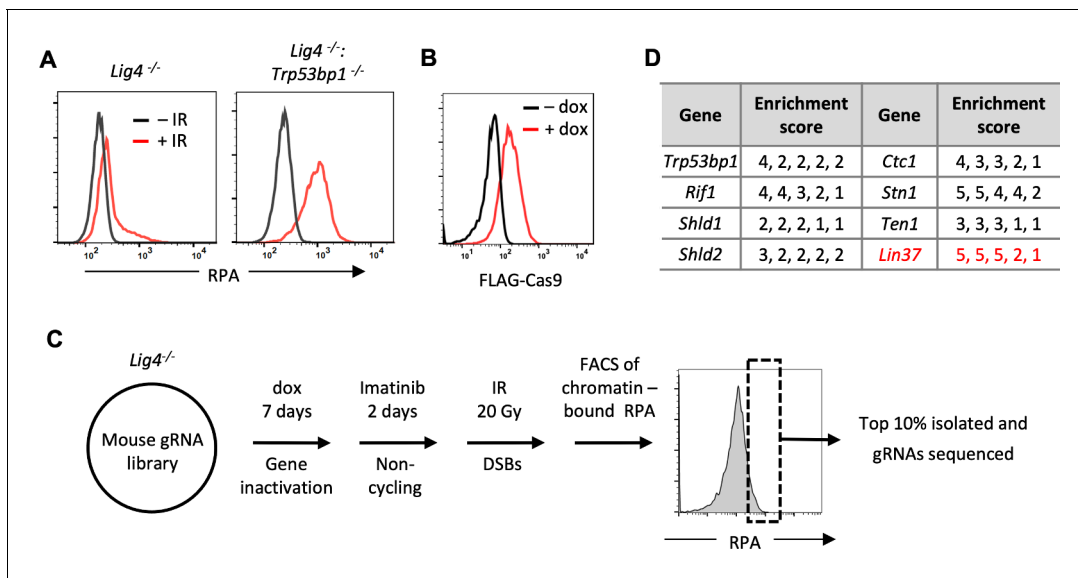 A
Lig4 -/-
Lig4 -/-:
Trp53bp1 -/-
– IR
+ IR
10² 10³ 10⁴
10² 10³ 10⁴
RPA
B
– dox
+ dox
10¹ 10² 10³ 10⁴
FLAG-Cas9
D
Gene Enrichment score Gene Enrichment score
Trp53bp1 4, 2, 2, 2, 2 Ctc1 4, 3, 3, 2, 1
Rif1 4, 4, 3, 2, 1 Stn1 5, 5, 4, 4, 2
Shld1 2, 2, 2, 1, 1 Ten1 3, 3, 3, 1, 1
Shld2 3, 2, 2, 2, 2 Lin37 5, 5, 5, 2, 1
C
Lig4-/-
Mouse gRNA
library
dox
7 days
Gene
inactivation
Imatinib
2 days
Non-
cycling
IR
20 Gy
DSBs
FACS of
chromatin –
bound RPA
RPA
Top 10% isolated and
gRNAs sequenced